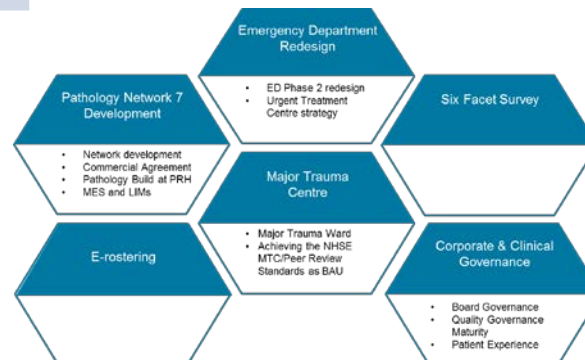 Emergency Department
Redesign
• ED Phase 2 redesign
• Urgent Treatment
Centre strategy
Pathology Network 7
Development
• Network development
• Commercial Agreement
• Pathology Build at PRH
• MES and LIMs
Six Facet Survey
Major Trauma
Centre
• Major Trauma Ward
• Achieving the NHSE
MTC/Peer Review
Standards as BAU
E-rostering
Corporate & Clinical
Governance
• Board Governance
• Quality Governance
Maturity
• Patient Experience